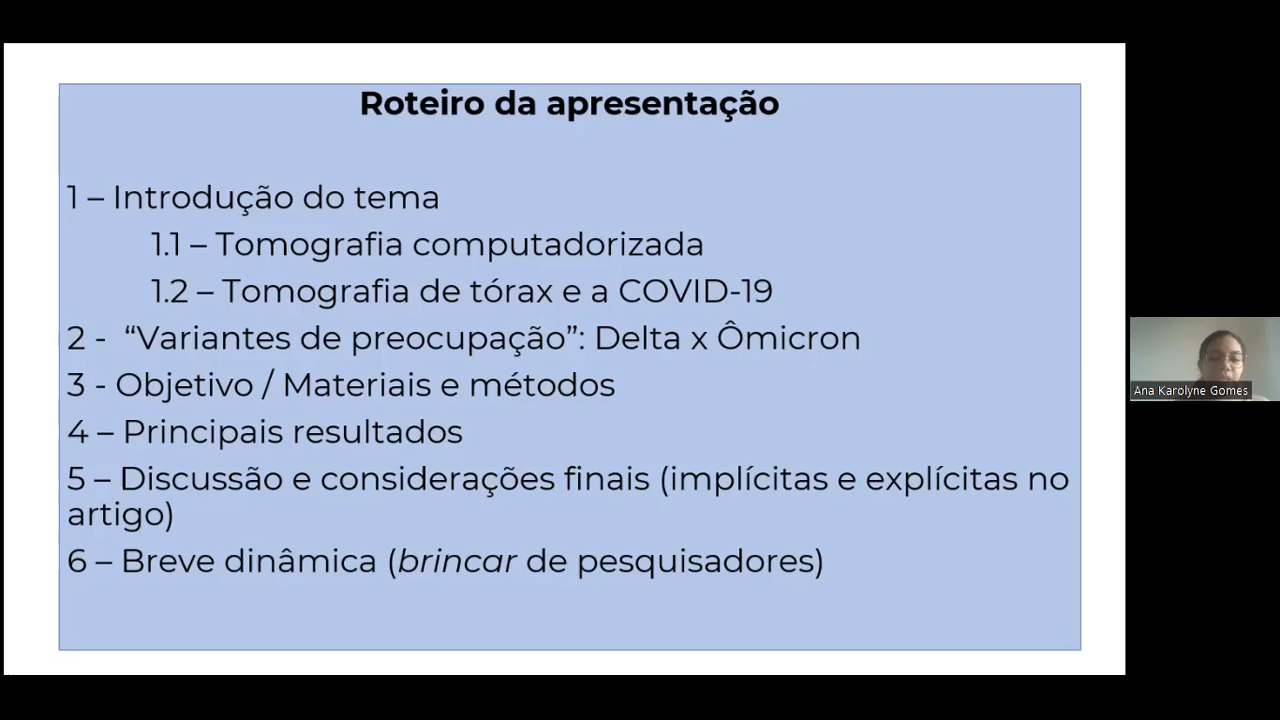 Roteiro da apresentação
1 – Introdução do tema
1.1 – Tomografia computadorizada
1.2 – Tomografia de tórax e a COVID-19
2 - “Variantes de preocupação”: Delta x Ômicron
3 - Objetivo / Materiais e métodos
4 – Principais resultados
5 – Discussão e considerações finais (implícitas e explícitas no
artigo)
6 – Breve dinâmica (brincar de pesquisadores)
Ana Karolyne Gomes